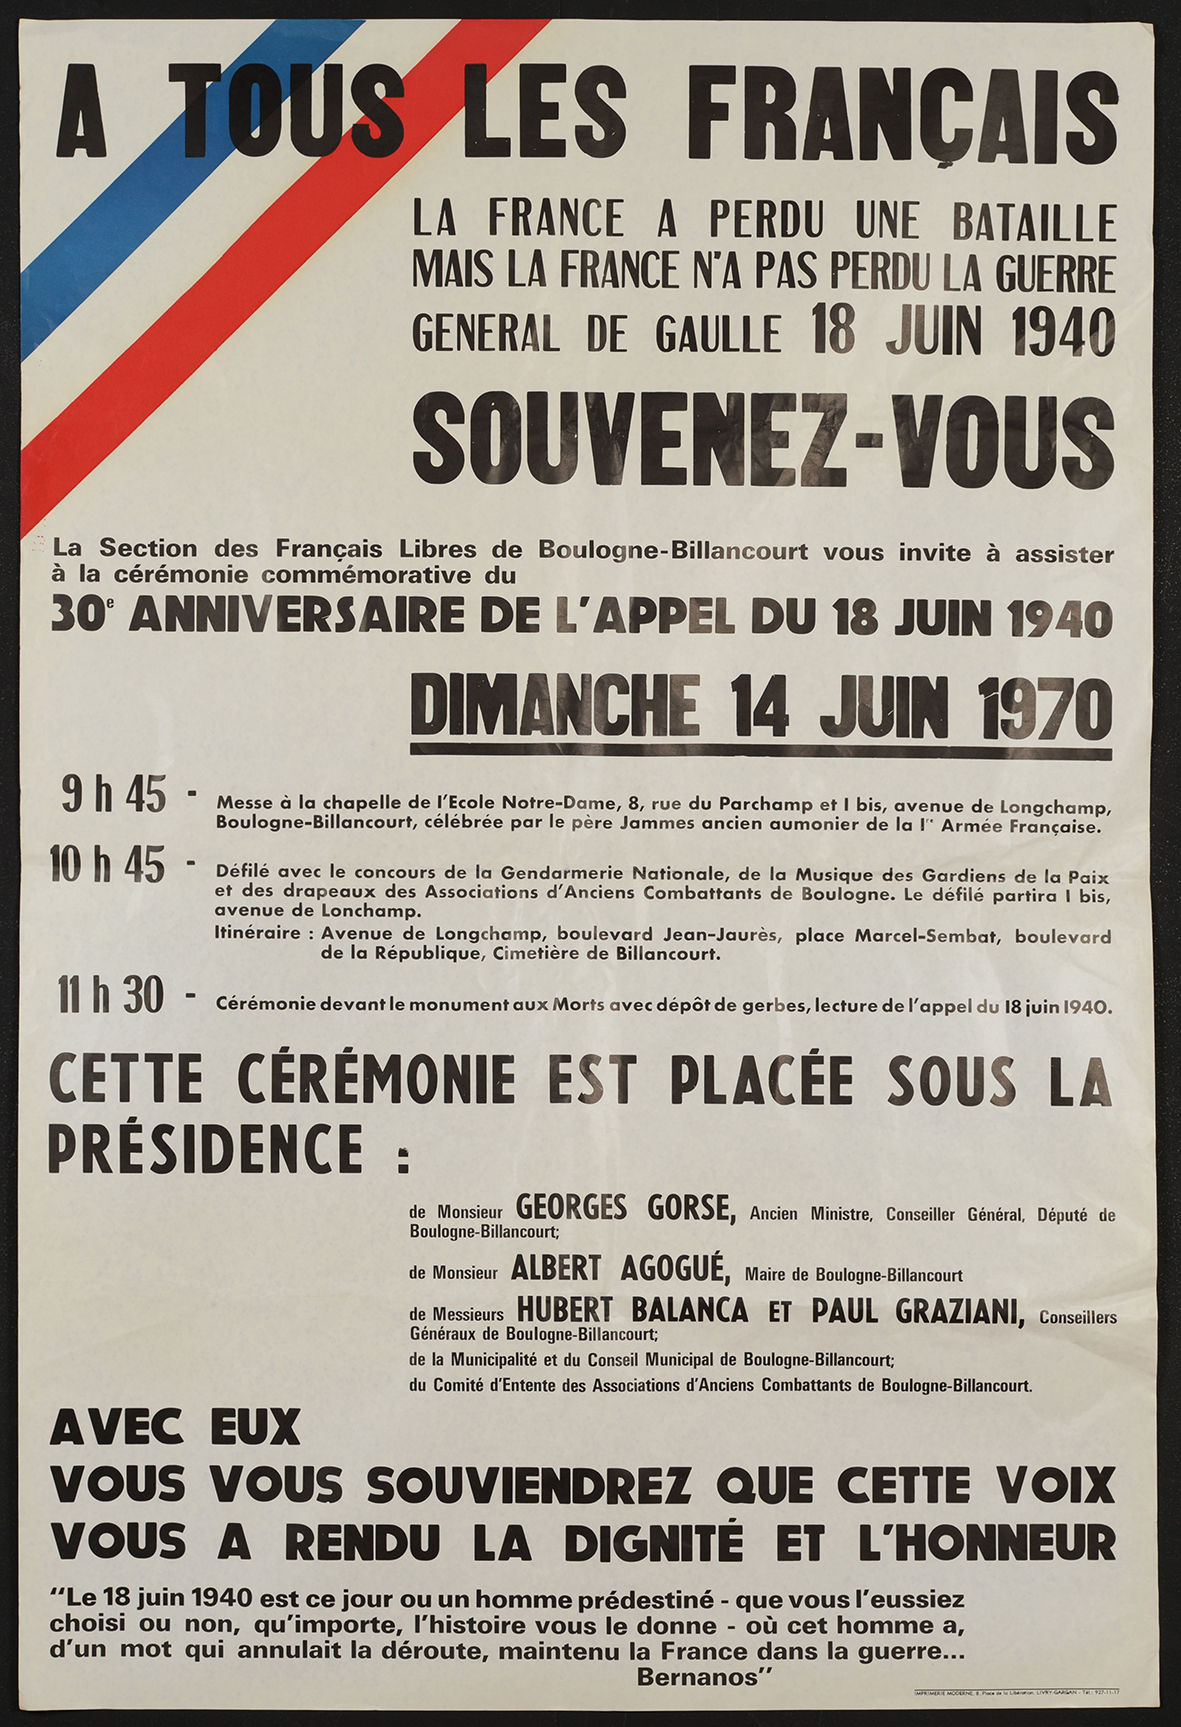 A TOUS LES FRANÇAIS
LA FRANCE A PERDU UNE BATAILLE
MAIS LA FRANCE N'A PAS PERDU LA GUERRE
GENERAL DE GAULLE 18 JUIN 1940
SOUVENEZ-VOUS
La Section des Français Libres de Boulogne-Billancourt vous invite à assister
à la cérémonie commémorative du
30e ANNIVERSAIRE DE L'APPEL DU 18 JUIN 1940
DIMANCHE 14 JUIN 1970
9 h 45 - Messe à la chapelle de l'Ecole Notre-Dame, 8, rue du Parchamp et 1 bis, avenue de Longchamp,
Boulogne-Billancourt, célébrée par le père Jammes ancien aumonier de la 1re Armée Française.
10 h 45 - Défilé avec le concours de la Gendarmerie Nationale, de la Musique des Gardiens de la Paix
et des drapeaux des Associations d'Anciens Combattants de Boulogne. Le défilé partira 1 bis,
avenue de Lonchamp.
Itinéraire : Avenue de Longchamp, boulevard Jean-Jaurès, place Marcel-Sembat, boulevard
de la République, Cimetière de Billancourt.
11 h 30 - Cérémonie devant le monument aux Morts avec dépôt de gerbes, lecture de l'appel du 18 juin 1940.
CETTE CÉRÉMONIE EST PLACÉE SOUS LA
PRÉSIDENCE :
de Monsieur GEORGES GORSE, Ancien Ministre, Conseiller Général, Député de
Boulogne-Billancourt;
de Monsieur ALBERT AGOGUÉ, Maire de Boulogne-Billancourt
de Messieurs HUBERT BALANCA ET PAUL GRAZIANI, Conseillers
Généraux de Boulogne-Billancourt;
de la Municipalité et du Conseil Municipal de Boulogne-Billancourt;
du Comité d'Entente des Associations d'Anciens Combattants de Boulogne-Billancourt.
AVEC EUX
VOUS VOUS SOUVIENDREZ QUE CETTE VOIX
VOUS A RENDU LA DIGNITÉ ET L'HONNEUR
"Le 18 juin 1940 est ce jour ou un homme prédestiné - que vous l'eussiez
choisi ou non, qu'importe, l'histoire vous le donne - où cet homme a,
d'un mot qui annulait la déroute, maintenu la France dans la guerre...
Bernanos"
IMPRIMERIE MODERNE, 8, Place de la Libération, LIVRY-GARGAN - Tél.: 927-11-17